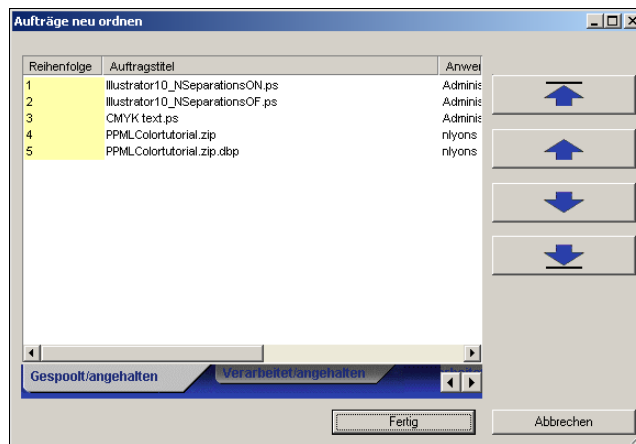 Aufträge neu ordnen
Reihenfolge Auftragstitel Anwei
1 Illustrator10_NSeparationsON.ps Adminis
2 Illustrator10_NSeparationsOF.ps Adminis
3 CMYK text.ps Adminis
4 PPMLColortutorial.zip nlyons
5 PPMLColortutorial.zip.dbp nlyons
Gespoolt/angehalten Verarbeitet/angehalten
Fertig Abbrechen